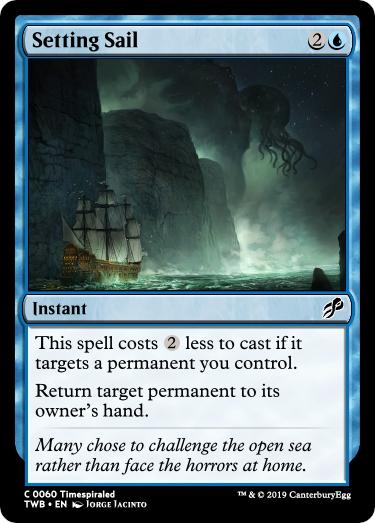 Setting Sail 2
Instant
This spell costs 2 less to cast if it
targets a permanent you control.
Return target permanent to its
owner's hand.
Many chose to challenge the open sea
rather than face the horrors at home.
C 0060 Timespiraled
TWB • EN Jorge Jacinto
™ & © 2019 CanterburyEgg